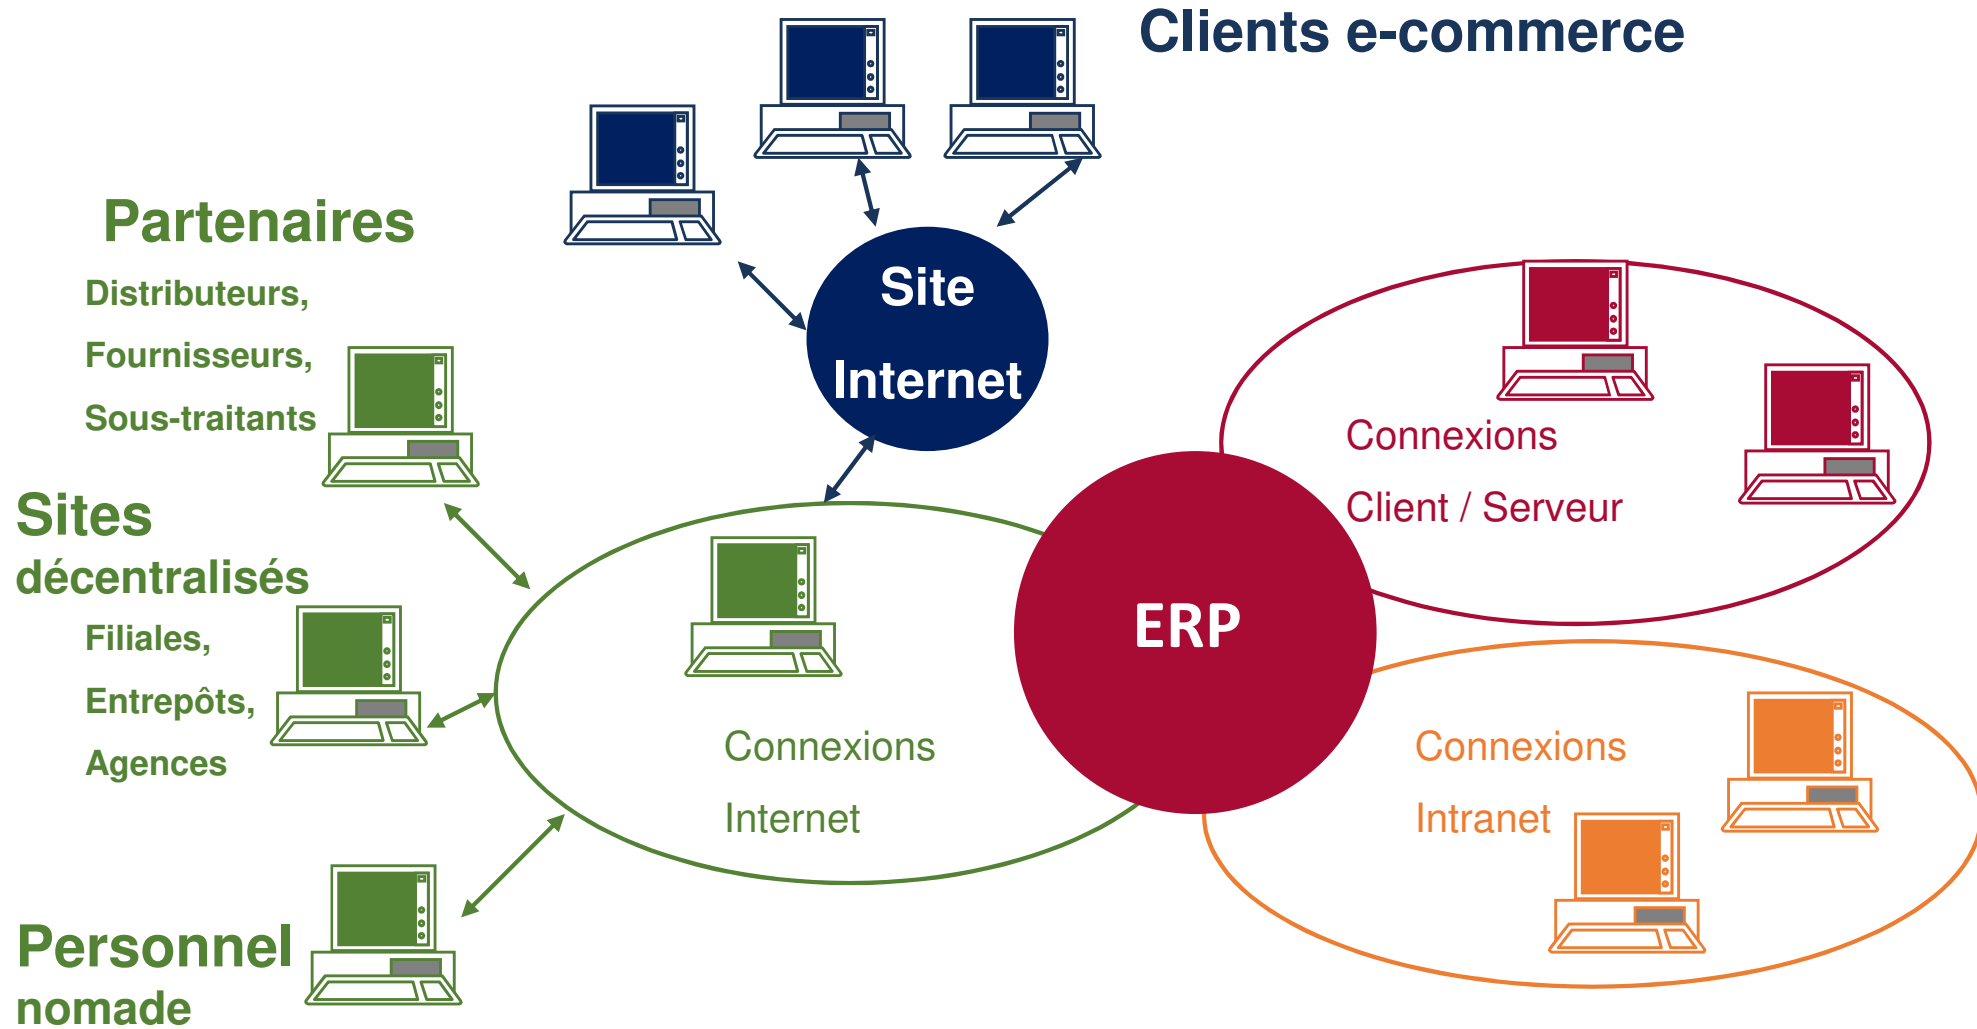 Clients e-commerce
Partenaires
Distributeurs,
Fournisseurs,
Sous-traitants
Site
Internet
Connexions
Client / Serveur
Sites
décentralisés
Filiales,
Entrepôts,
Agences
ERP
Connexions
Internet
Connexions
Intranet
Personnel
nomade